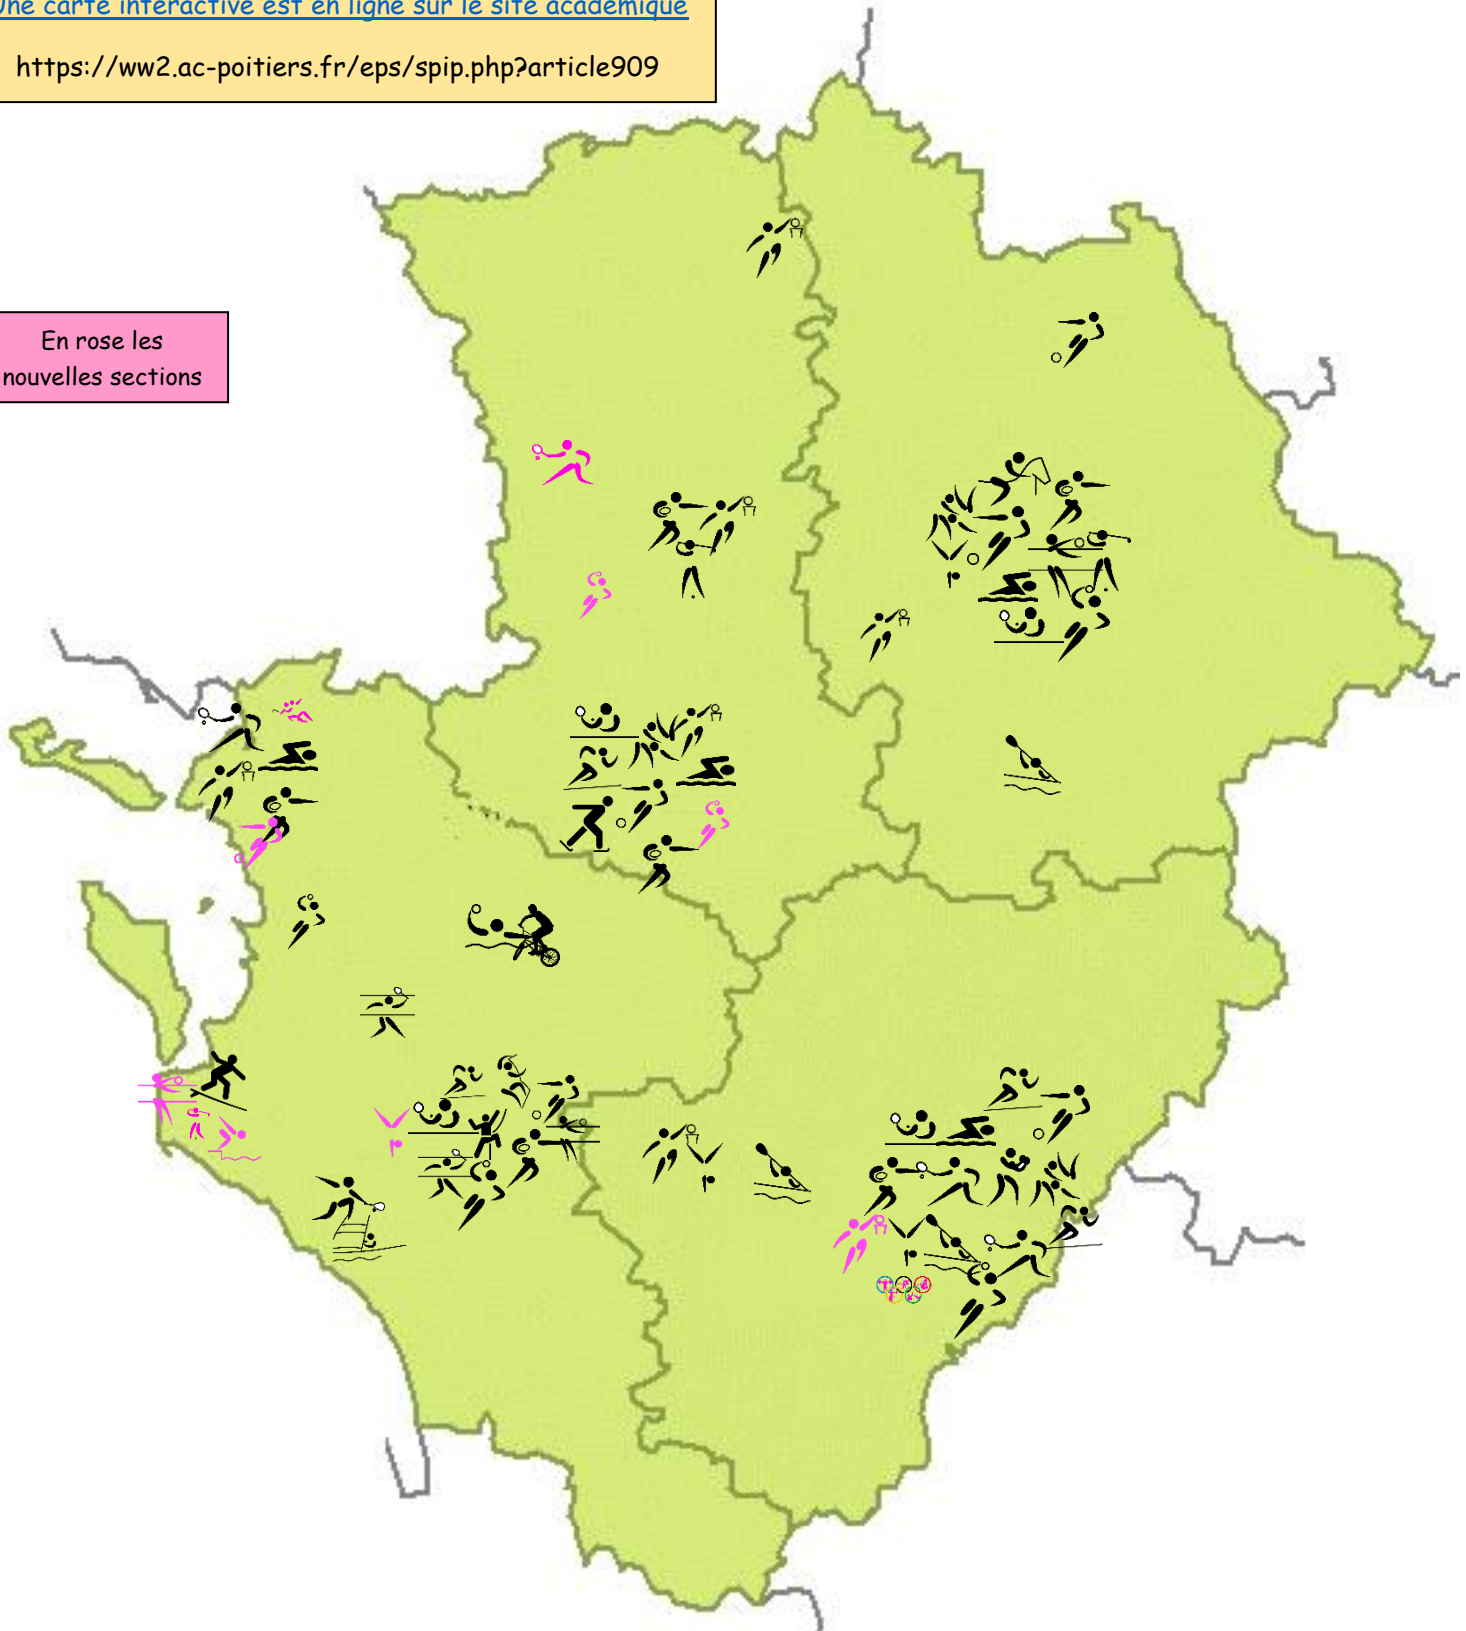 Une carte interactive est en ligne sur le site académique
https://ww2.ac-poitiers.fr/eps/spip.php?article909
En rose les
nouvelles sections